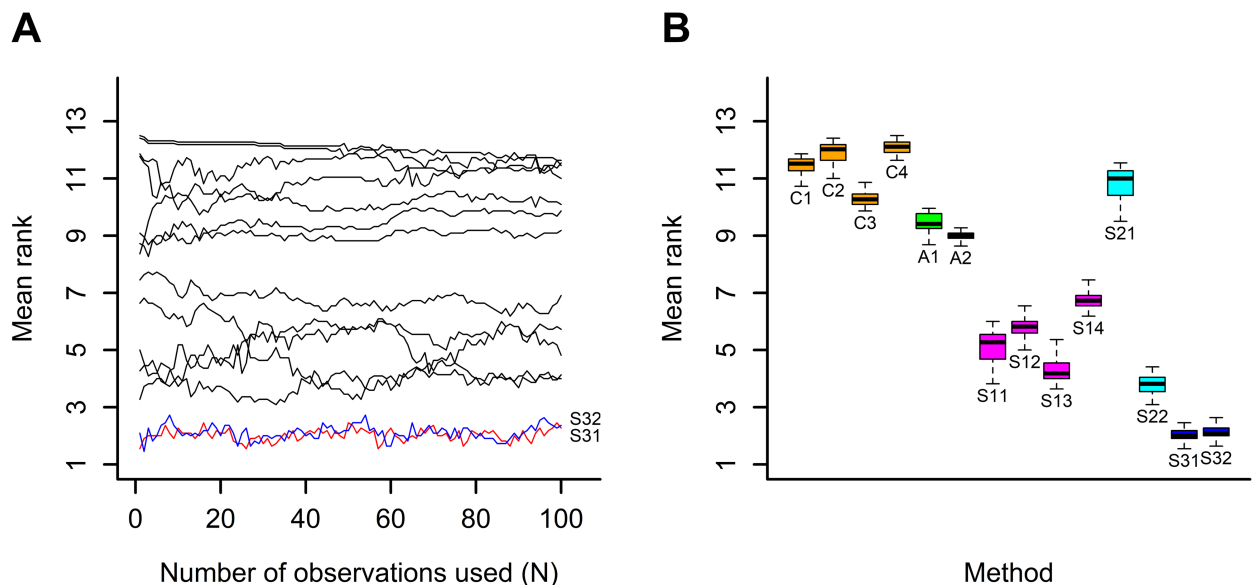 A
Mean rank
13
11
9
7
5
3
1
S32
S31
0 20 40 60 80 100
Number of observations used (N)
B
Mean rank
13
11
9
7
5
3
1
C1
C2
C3
C4
A1
A2
S11
S12
S13
S14
S21
S22
S31
S32
Method